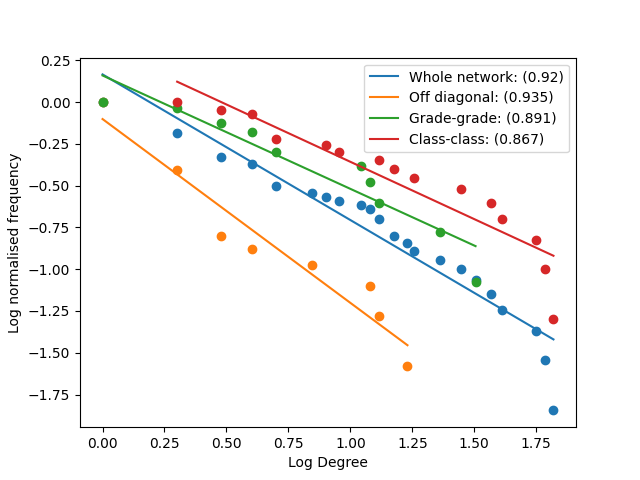 0.25
0.00
−0.25
−0.50
−0.75
−1.00
−1.25
−1.50
−1.75
Log normalised frequency
Whole network: (0.92)
Off diagonal: (0.935)
Grade-grade: (0.891)
Class-class: (0.867)
0.00 0.25 0.50 0.75 1.00 1.25 1.50 1.75
Log Degree